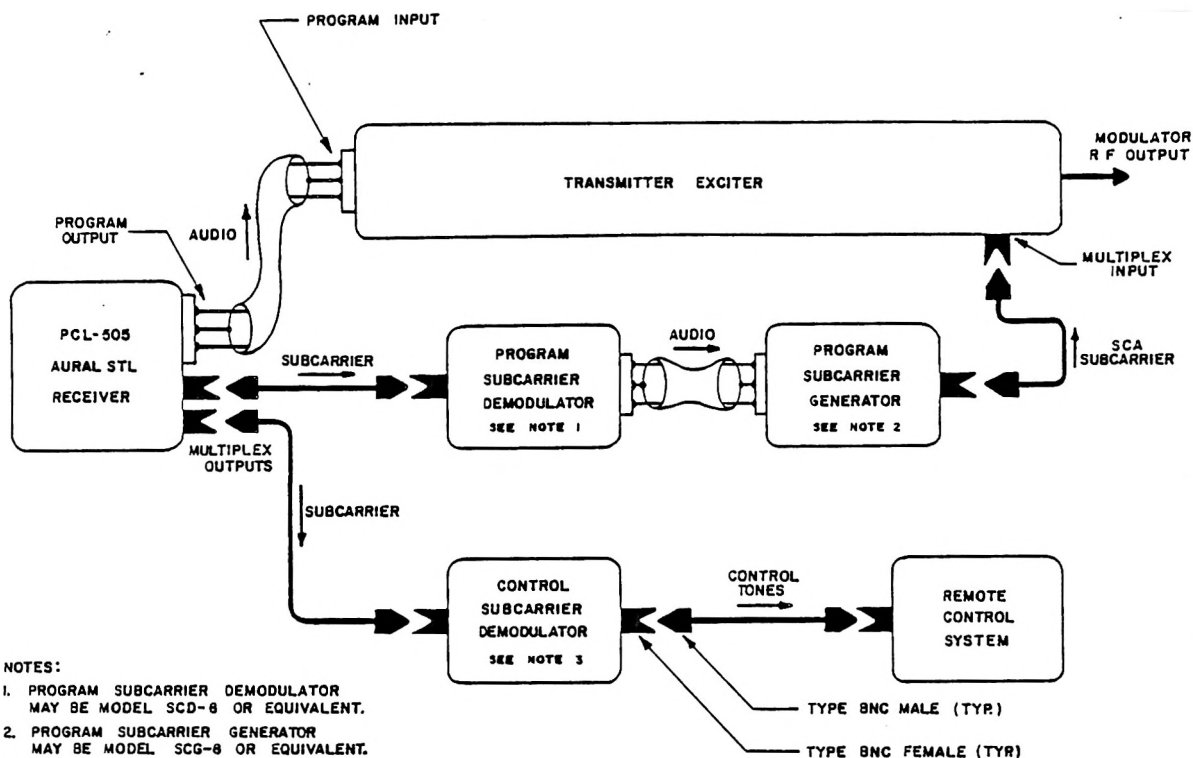 PROGRAM INPUT
TRANSMITTER EXCITER
MODULATOR
R F OUTPUT
PROGRAM
OUTPUT
AUDIO
MULTIPLEX
INPUT
PCL-505
AURAL STL
RECEIVER
SUBCARRIER
PROGRAM
SUBCARRIER
DEMODULATOR
SEE NOTE 1
AUDIO
PROGRAM
SUBCARRIER
GENERATOR
SEE NOTE 2
SCA
SUBCARRIER
MULTIPLEX
OUTPUTS
SUBCARRIER
CONTROL
SUBCARRIER
DEMODULATOR
SEE NOTE 3
CONTROL
TONES
REMOTE
CONTROL
SYSTEM
NOTES:
1. PROGRAM SUBCARRIER DEMODULATOR
MAY BE MODEL SCD-8 OR EQUIVALENT.
2. PROGRAM SUBCARRIER GENERATOR
MAY BE MODEL SCG-8 OR EQUIVALENT.
TYPE BNC MALE (TYP.)
TYPE BNC FEMALE (TYP)